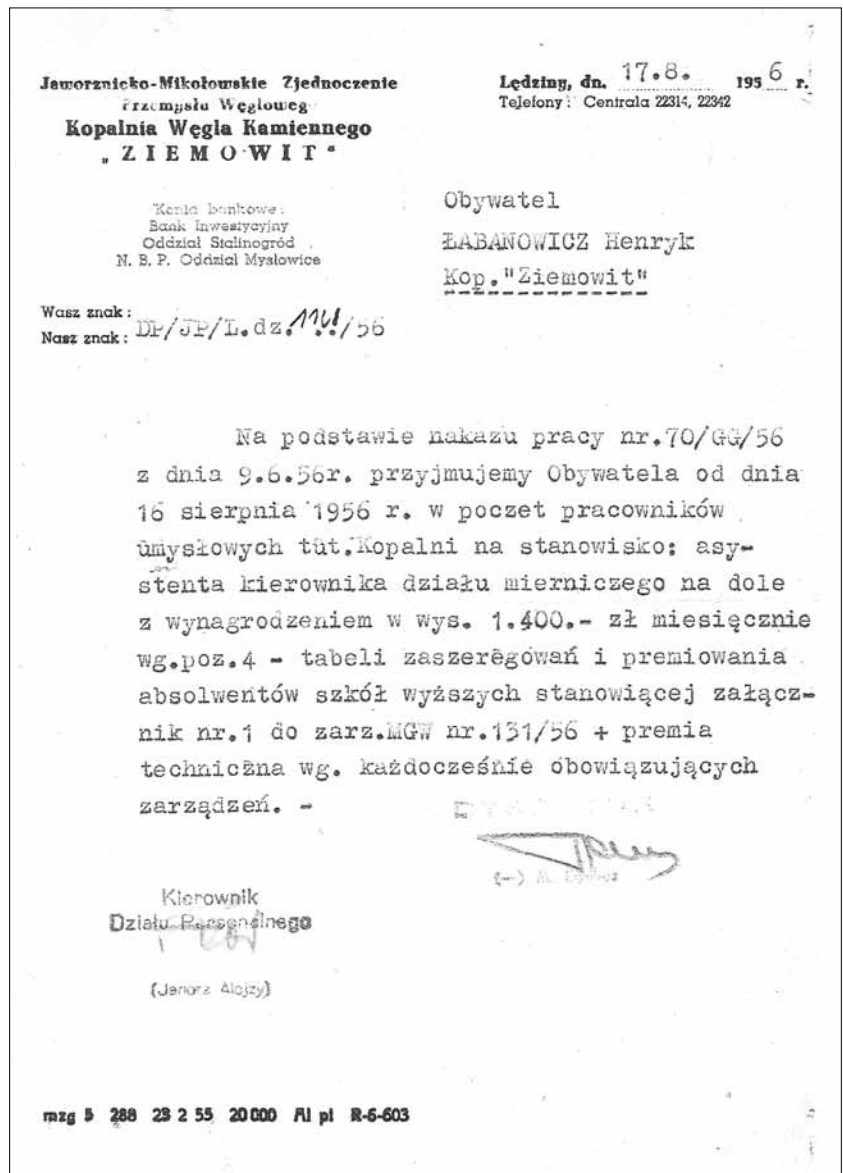 Jaworznicko-Mikołowskie Zjednoczenie
Przemysłu Węgloweg
Kopalnia Węgla Kamiennego
„ZIEMOWIT"
Lędziny, dn. 17.8. 1956 r.
Telefony: Centrala 22314, 22342
Konta bankowe:
Bank Inwestycyjny
Oddział Stalinogród
N. B. P. Oddział Mysłowice
Obywatel
ŁABANOWICZ Henryk
Kop."Ziemowit"
Wasz znak:
Nasz znak: DP/JP/L.dz. /56
Na podstawie nakazu pracy nr.70/GG/56
z dnia 9.6.56r. przyjmujemy Obywatela od dnia
16 sierpnia 1956 r. w poczet pracowników
umysłowych tut.Kopalni na stanowisko: asy-
stenta kierownika działu mierniczego na dole
z wynagrodzeniem w wys. 1.400.- zł miesięcznie
wg.poz.4 - tabeli zaszeregowań i premiowania
absolwentów szkół wyższych stanowiącej załącz-
nik nr.1 do zarz.MGW nr.131/56 + premia
techniczna wg. każdocześnie obowiązujących
zarządzeń. -
(-)
Kierownik
Działu Personalnego
(Janosz Alojzy)
mzg 5 288 23 2 55 20000 Al pl R-6-603